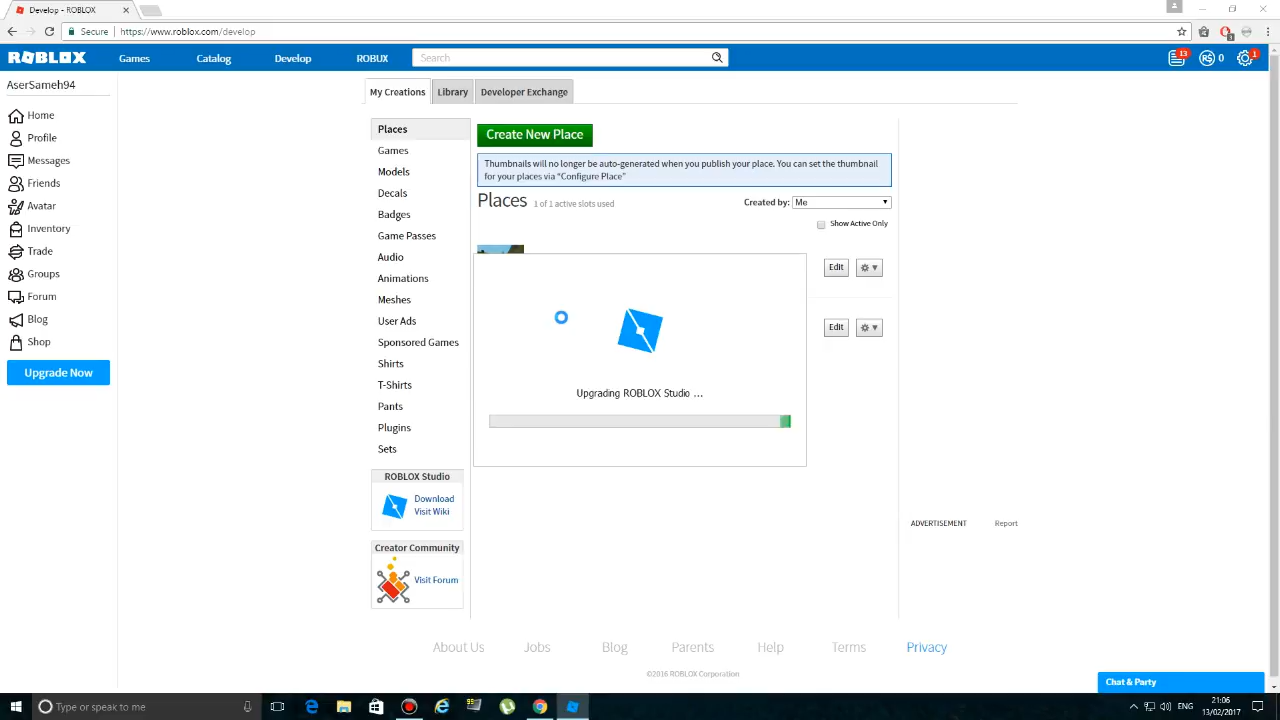 Develop - ROBLOX
Secure https://www.roblox.com/develop
ROBLOX Games Catalog Develop ROBUX Search 13 R$ 0 1
AserSameh94
Home
Profile
Messages
Friends
Avatar
Inventory
Trade
Groups
Forum
Blog
Shop
Upgrade Now
My Creations Library Developer Exchange
Places
Games
Models
Decals
Badges
Game Passes
Audio
Animations
Meshes
User Ads
Sponsored Games
Shirts
T-Shirts
Pants
Plugins
Sets
ROBLOX Studio
Download
Visit Wiki
Creator Community
Visit Forum
Create New Place
Thumbnails will no longer be auto-generated when you publish your place. You can set the thumbnail
for your places via "Configure Place"
Places 1 of 1 active slots used
Created by: Me
Show Active Only
Edit
Edit
Upgrading ROBLOX Studio ...
ADVERTISEMENT Report
About Us Jobs Blog Parents Help Terms Privacy
©2016 ROBLOX Corporation
Chat & Party
Type or speak to me
ENG
21:06
13/02/2017